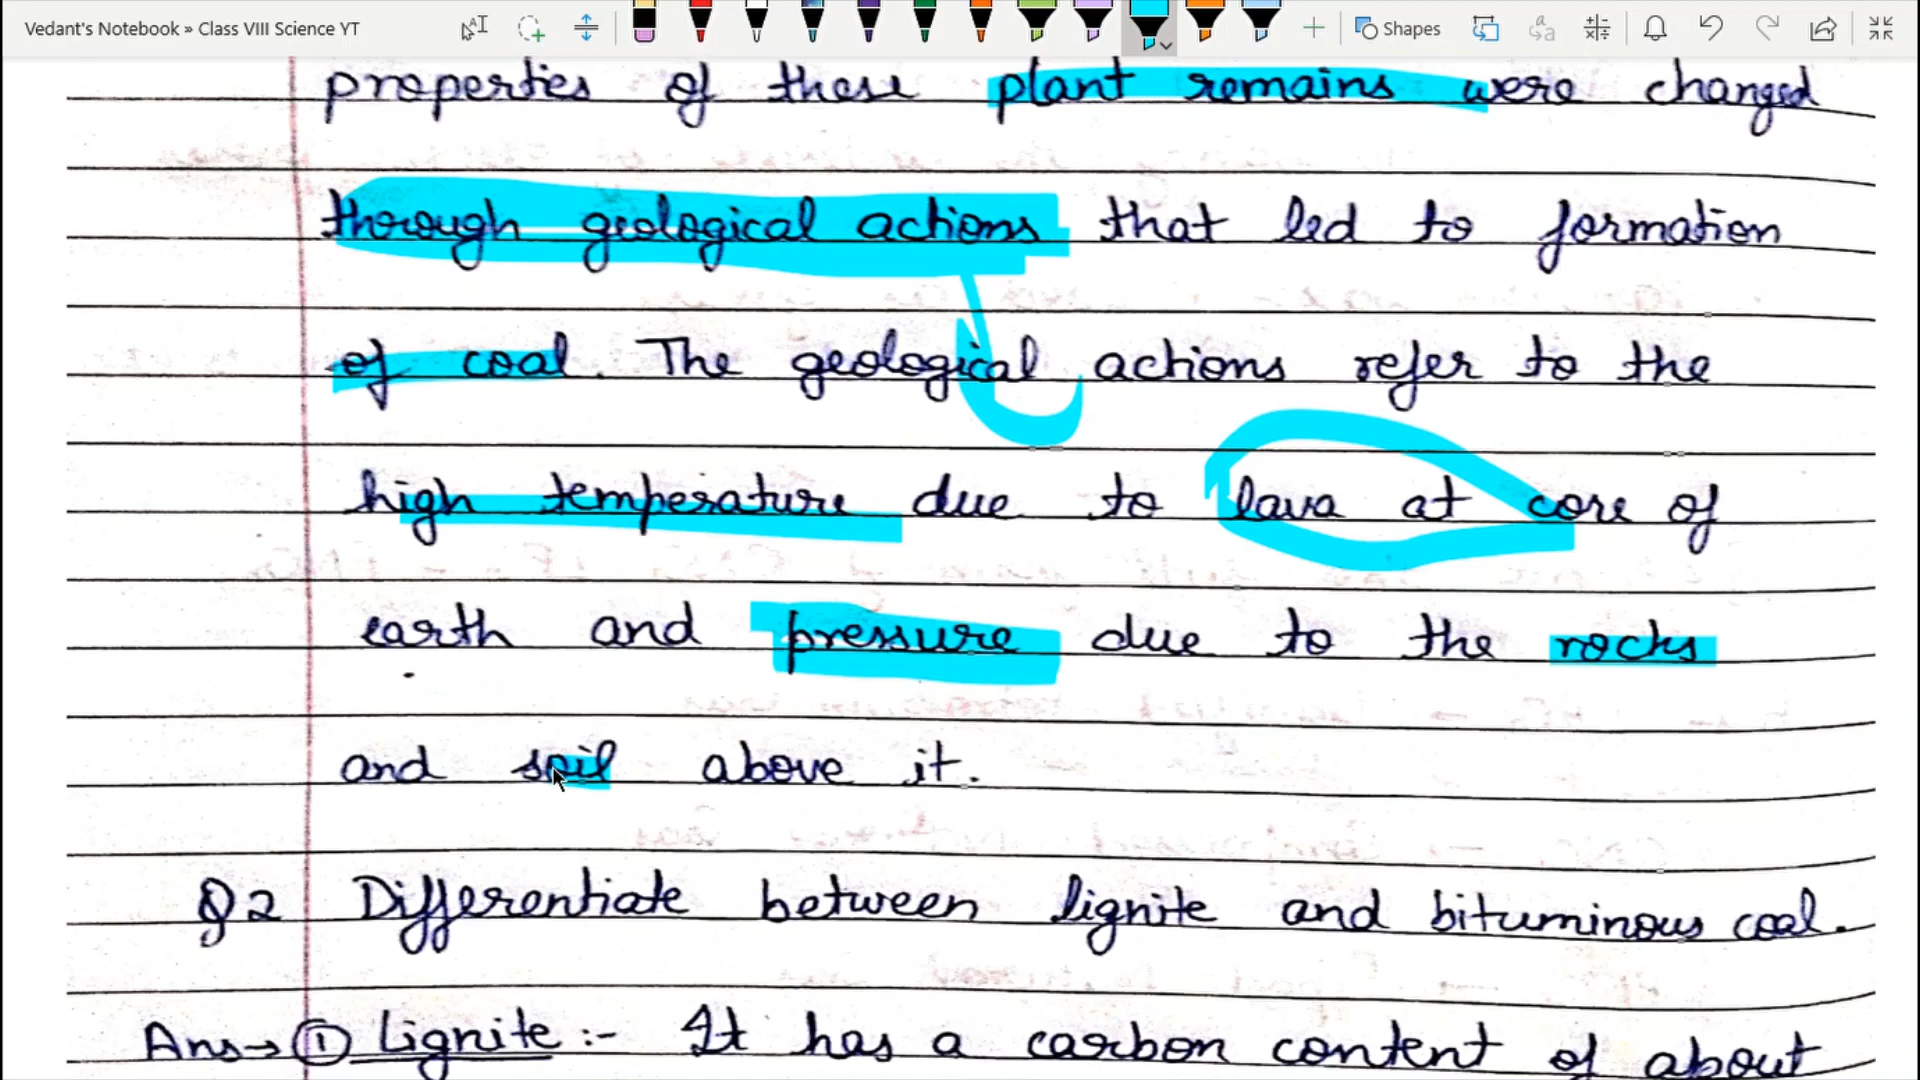 Vedant's Notebook » Class VIII Science YT
Shapes
properties of these plant remains were changed
through geological actions that led to formation
of coal. The geological actions refer to the
high temperature due to lava at core of
earth and pressure due to the rocks
and soil above it.
Q2 Differentiate between lignite and bituminous coal.
Ans→ ① Lignite :- It has a carbon content of about